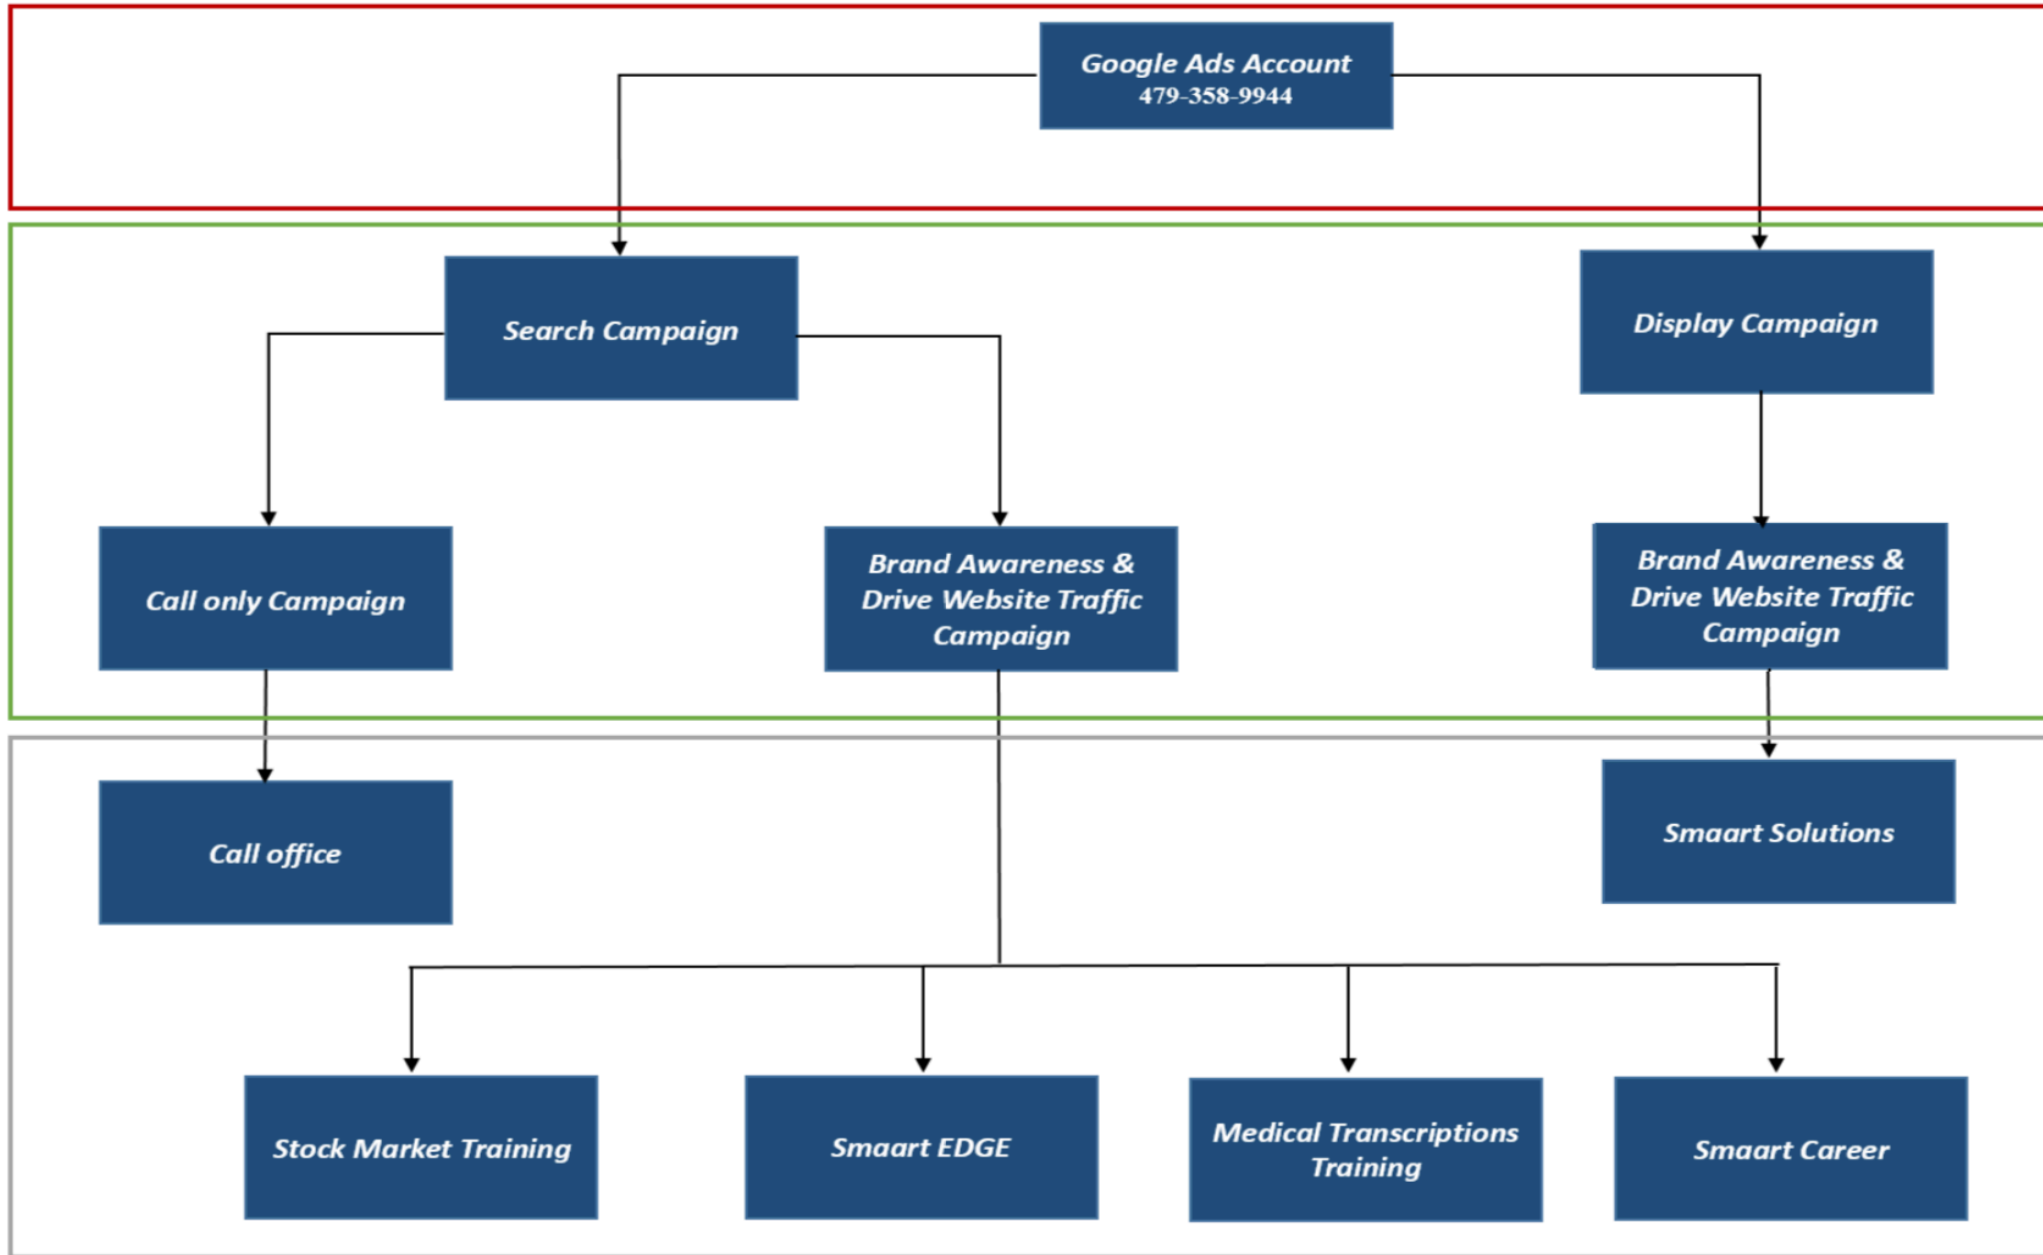 Google Ads Account
479-358-9944
Search Campaign
Display Campaign
Call only Campaign
Brand Awareness &
Drive Website Traffic
Campaign
Brand Awareness &
Drive Website Traffic
Campaign
Call office
Smaart Solutions
Stock Market Training
Smaart EDGE
Medical Transcriptions
Training
Smaart Career